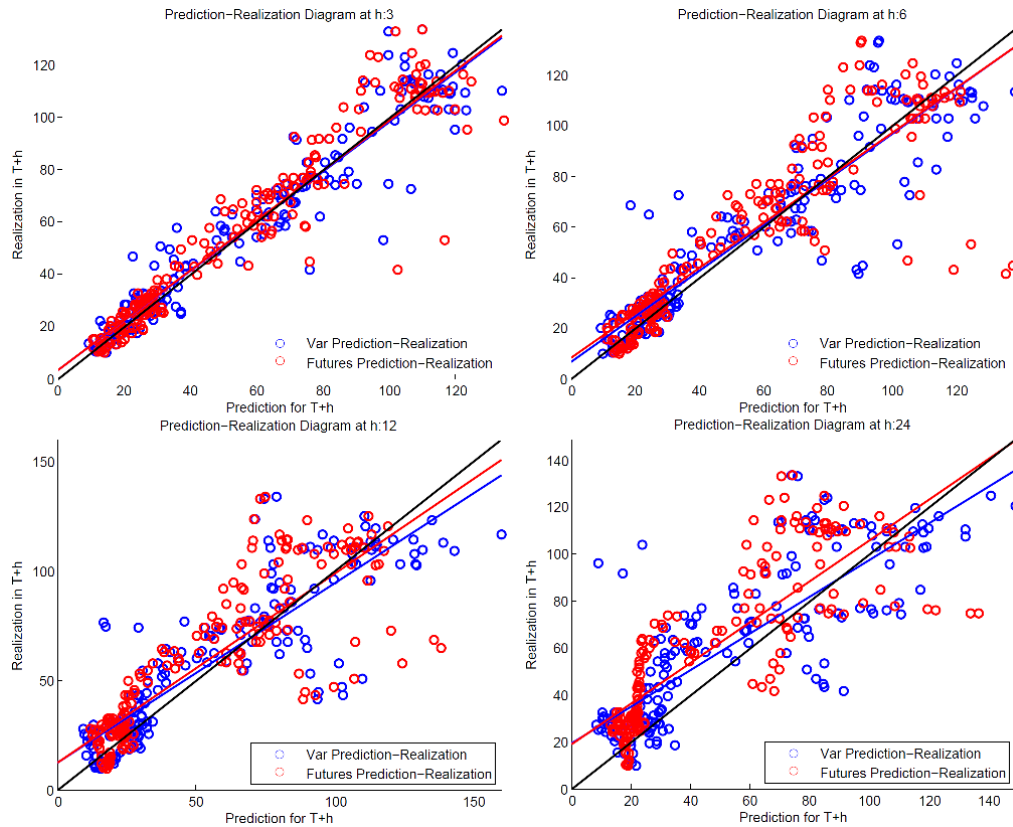 Prediction−Realization Diagram at h:3
Realization in T+h
120
100
80
60
40
20
0
0 20 40 60 80 100 120
Prediction for T+h
Var Prediction−Realization
Futures Prediction−Realization
Prediction−Realization Diagram at h:6
Realization in T+h
120
100
80
60
40
20
0
0 20 40 60 80 100 120
Prediction for T+h
Var Prediction−Realization
Futures Prediction−Realization
Prediction−Realization Diagram at h:12
Realization in T+h
150
100
50
0
0 50 100 150
Prediction for T+h
Var Prediction−Realization
Futures Prediction−Realization
Prediction−Realization Diagram at h:24
Realization in T+h
140
120
100
80
60
40
20
0
0 20 40 60 80 100 120 140
Prediction for T+h
Var Prediction−Realization
Futures Prediction−Realization